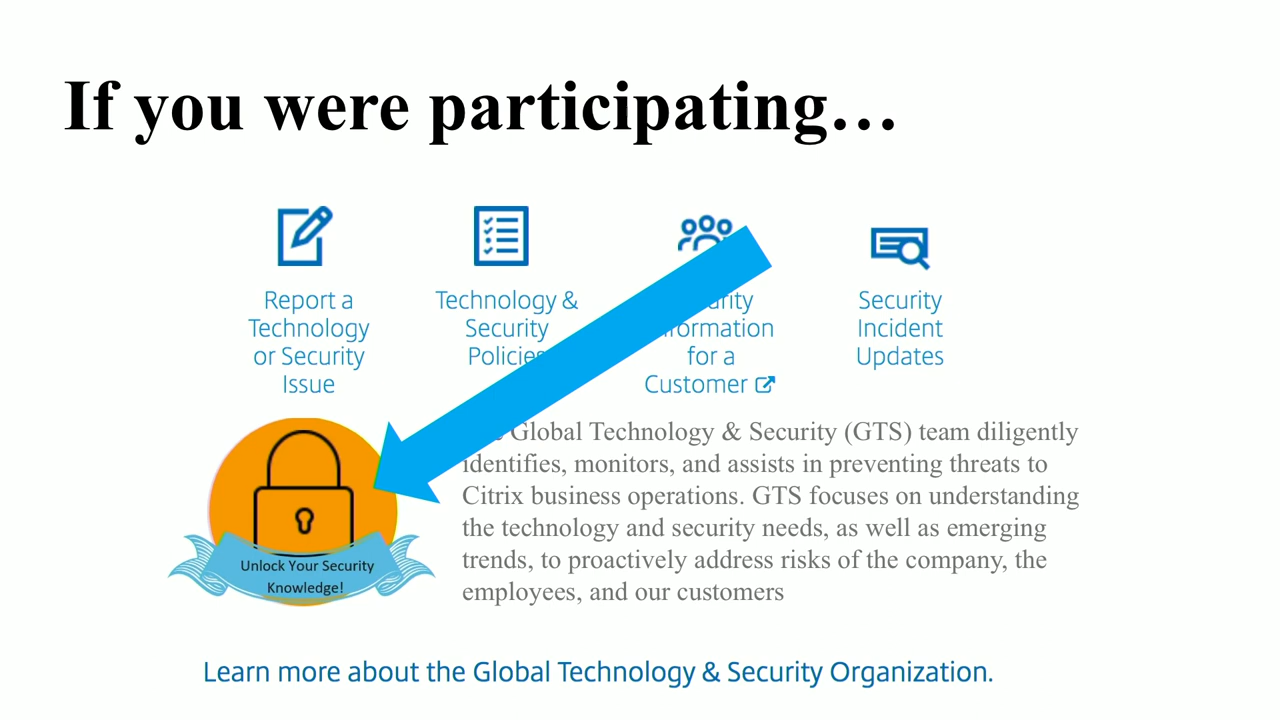 If you were participating…
Report a
Technology
or Security
Issue
Technology &
Security
Policies
for a
Customer
Security
Incident
Updates
Global Technology & Security (GTS) team diligently
identifies, monitors, and assists in preventing threats to
Citrix business operations. GTS focuses on understanding
the technology and security needs, as well as emerging
trends, to proactively address risks of the company, the
employees, and our customers
Unlock Your Security
Knowledge!
Learn more about the Global Technology & Security Organization.